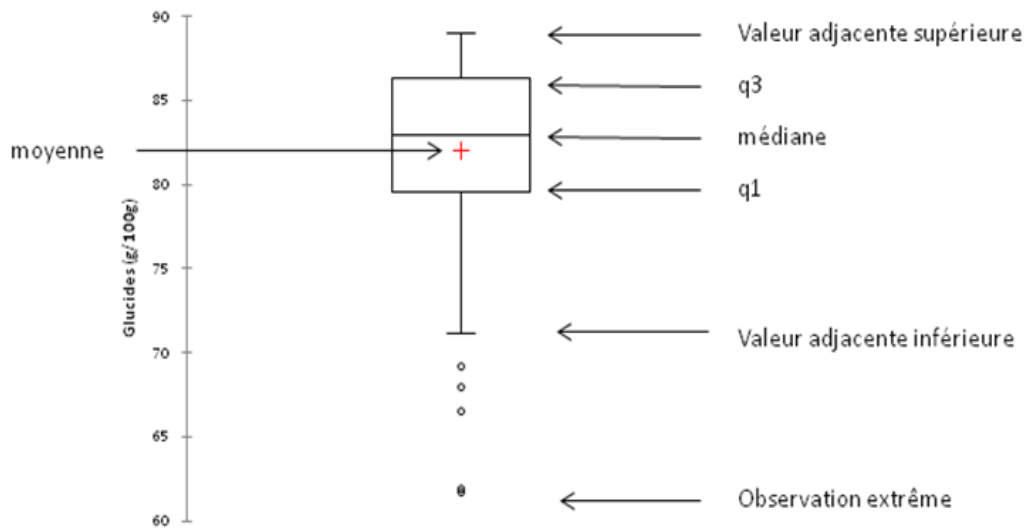 90
Valeur adjacente supérieure
85
q3
médiane
moyenne
80
q1
Glucides (g/100g)
75
Valeur adjacente inférieure
70
65
Observation extrême
60